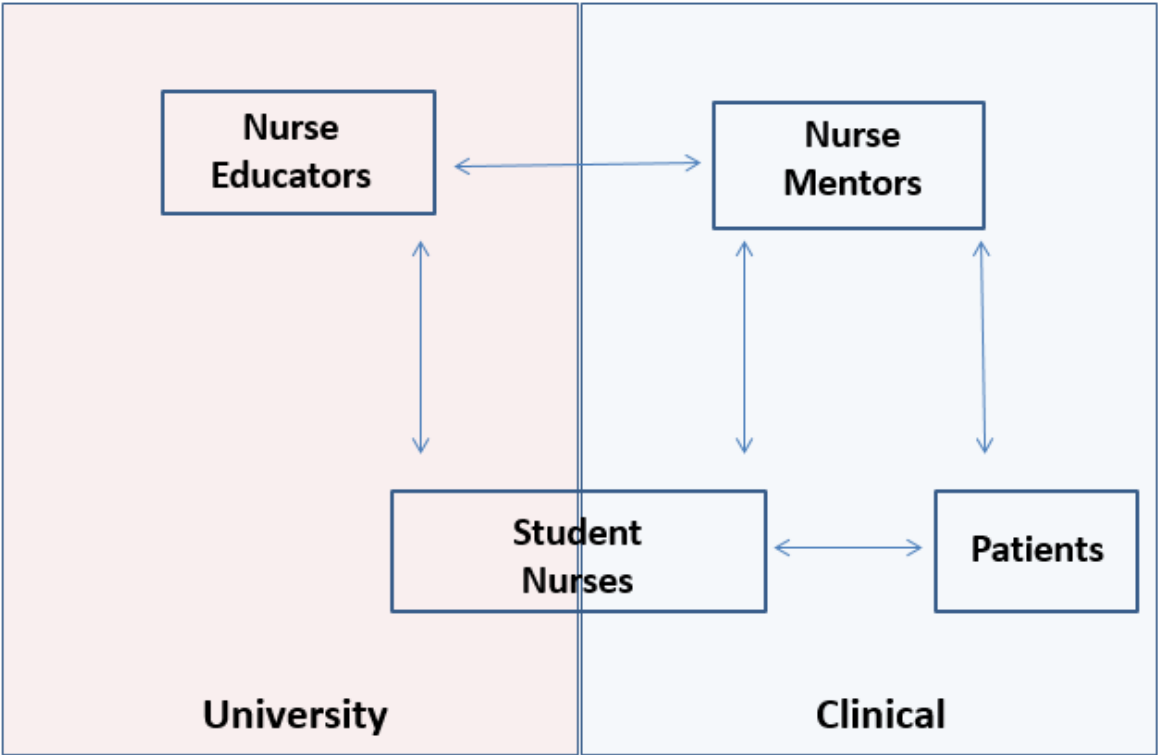 Nurse
Educators
Nurse
Mentors
Student
Nurses
Patients
University
Clinical